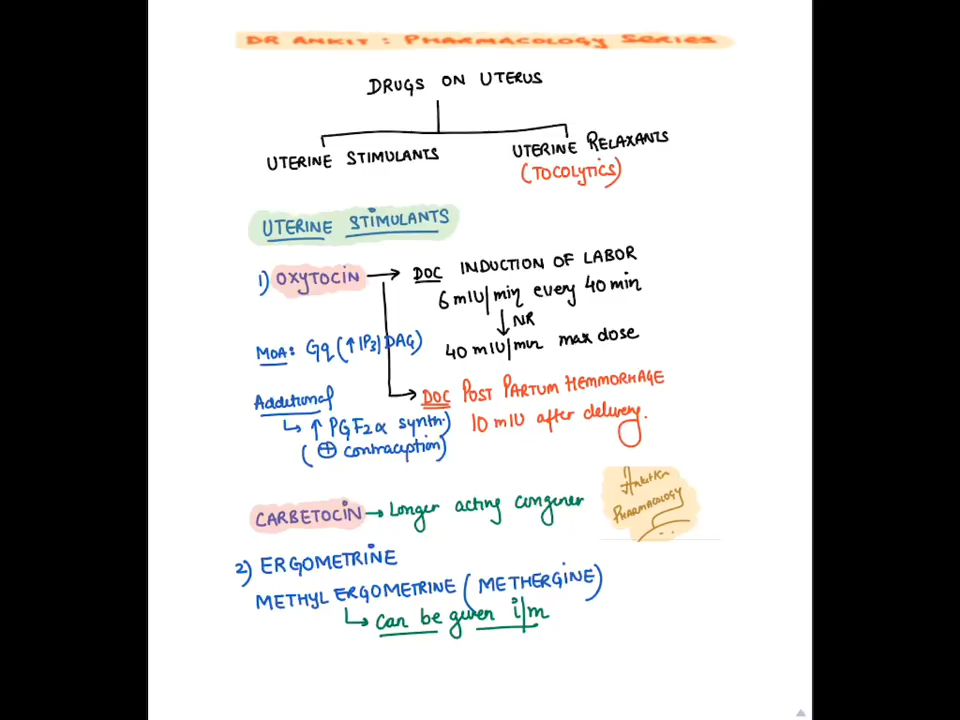 DR ANKIT : PHARMACOLOGY SERIES
DRUGS ON UTERUS
UTERINE STIMULANTS
UTERINE RELAXANTS
(TOCOLYTICS)
UTERINE STIMULANTS
1) OXYTOCIN → DOC INDUCTION OF LABOR
6 mIU/min every 40 min
↓ NR
40 mIU/min max dose
MOA: Gq (↑IP3/DAG)
DOC POST PARTUM HEMMORHAGE
10 mIU after delivery.
Additional
↑ PGF2α synth.
(⊕ contraception)
CARBETOCIN → Longer acting congener
PHARMACOLOGY
2) ERGOMETRINE
METHYL ERGOMETRINE (METHERGINE)
↳ can be given i/m